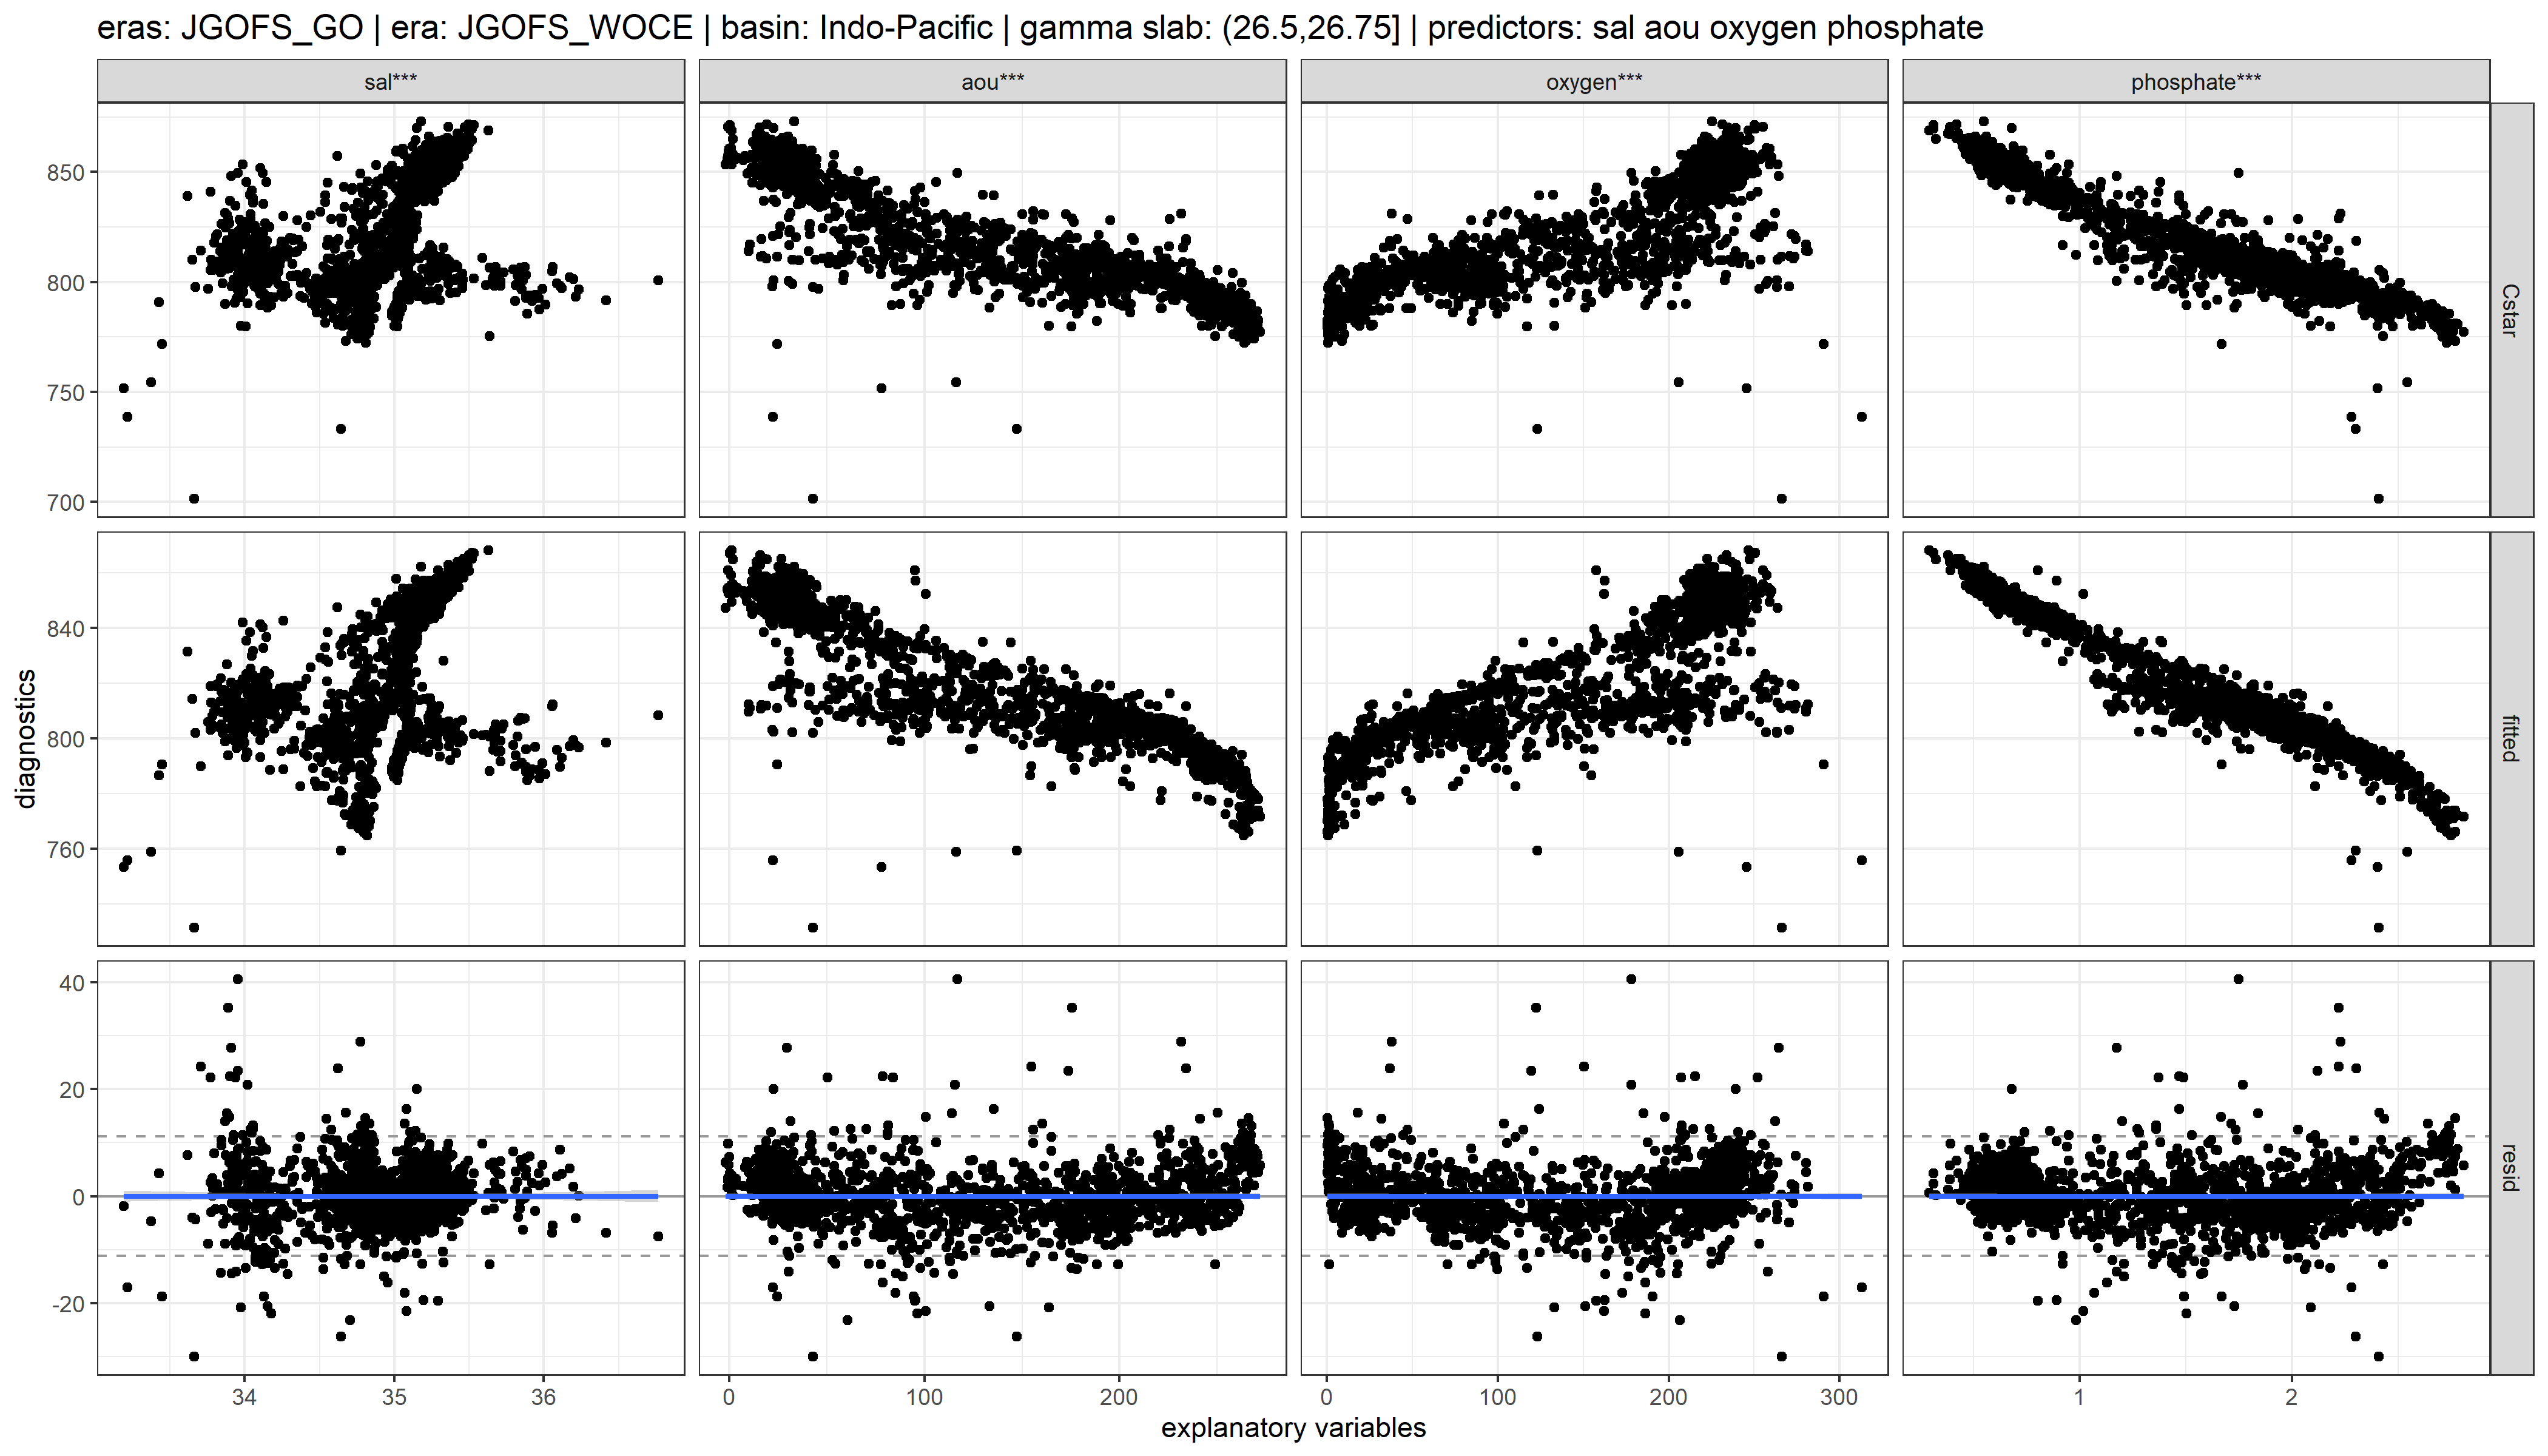 eras: JGOFS_GO | era: JGOFS_WOCE | basin: Indo-Pacific | gamma slab: (26.5,26.75] | predictors: sal aou oxygen phosphate
sal*** aou*** oxygen*** phosphate***
850
800
750
700
Cstar
840
800
760
fitted
diagnostics
40
20
0
-20
resid
34 35 36 0 100 200 0 100 200 300 1 2
explanatory variables